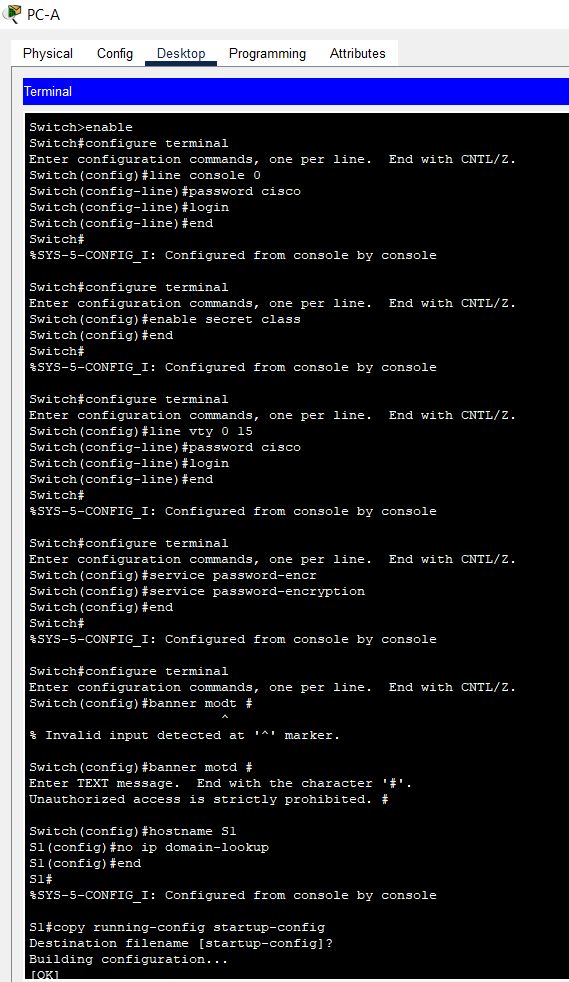 PC-A
Physical Config Desktop Programming Attributes
Terminal
Switch>enable
Switch#configure terminal
Enter configuration commands, one per line.  End with CNTL/Z.
Switch(config)#line console 0
Switch(config-line)#password cisco
Switch(config-line)#login
Switch(config-line)#end
Switch#
%SYS-5-CONFIG_I: Configured from console by console
Switch#configure terminal
Enter configuration commands, one per line.  End with CNTL/Z.
Switch(config)#enable secret class
Switch(config)#end
Switch#
%SYS-5-CONFIG_I: Configured from console by console
Switch#configure terminal
Enter configuration commands, one per line.  End with CNTL/Z.
Switch(config)#line vty 0 15
Switch(config-line)#password cisco
Switch(config-line)#login
Switch(config-line)#end
Switch#
%SYS-5-CONFIG_I: Configured from console by console
Switch#configure terminal
Enter configuration commands, one per line.  End with CNTL/Z.
Switch(config)#service password-encr
Switch(config)#service password-encryption
Switch(config)#end
Switch#
%SYS-5-CONFIG_I: Configured from console by console
Switch#configure terminal
Enter configuration commands, one per line.  End with CNTL/Z.
Switch(config)#banner modt #
^
% Invalid input detected at '^' marker.
Switch(config)#banner motd #
Enter TEXT message.  End with the character '#'.
Unauthorized access is strictly prohibited. #
Switch(config)#hostname S1
S1(config)#no ip domain-lookup
S1(config)#end
S1#
%SYS-5-CONFIG_I: Configured from console by console
S1#copy running-config startup-config
Destination filename [startup-config]?
Building configuration...
[OK]